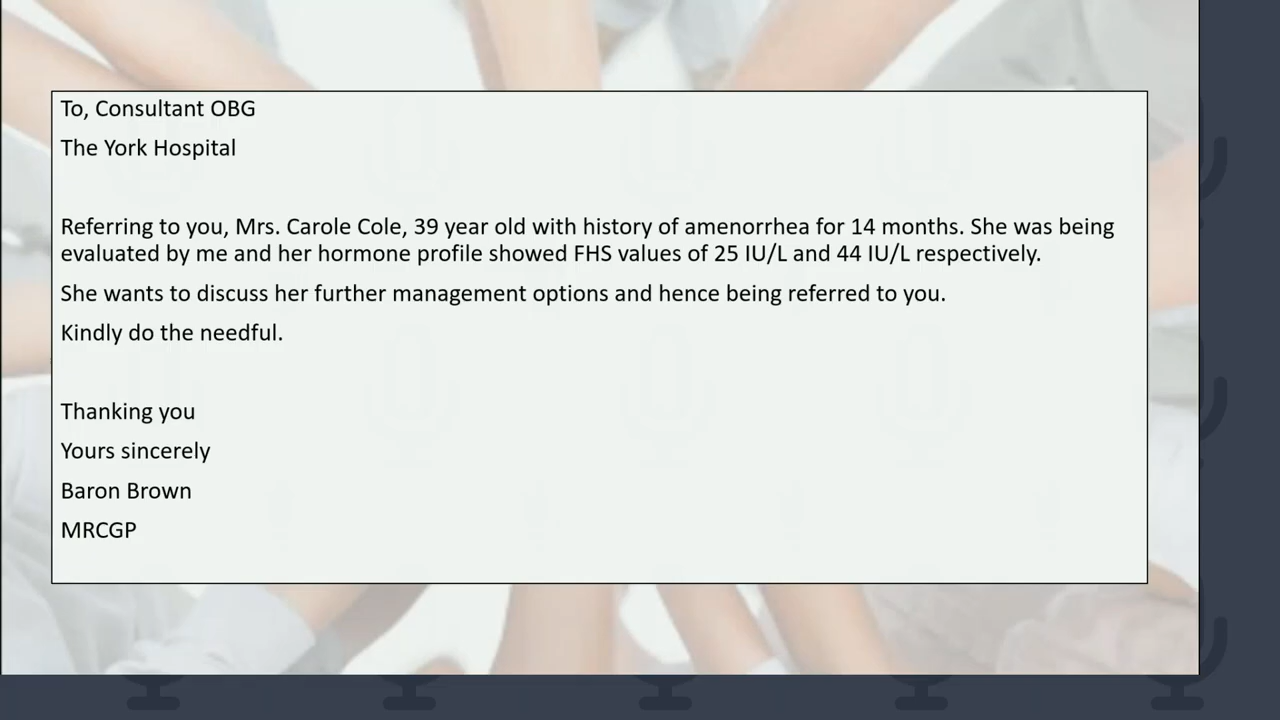 To, Consultant OBG
The York Hospital
Referring to you, Mrs. Carole Cole, 39 year old with history of amenorrhea for 14 months. She was being
evaluated by me and her hormone profile showed FHS values of 25 IU/L and 44 IU/L respectively.
She wants to discuss her further management options and hence being referred to you.
Kindly do the needful.
Thanking you
Yours sincerely
Baron Brown
MRCGP